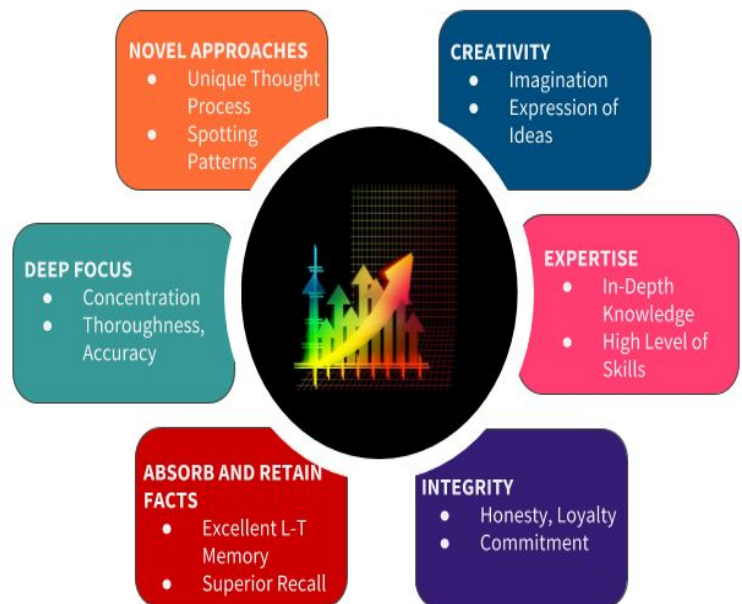 NOVEL APPROACHES
● Unique Thought
Process
● Spotting
Patterns
CREATIVITY
● Imagination
● Expression of
Ideas
DEEP FOCUS
● Concentration
● Thoroughness,
Accuracy
EXPERTISE
● In-Depth
Knowledge
● High Level of
Skills
ABSORB AND RETAIN
FACTS
● Excellent L-T
Memory
● Superior Recall
INTEGRITY
● Honesty, Loyalty
● Commitment